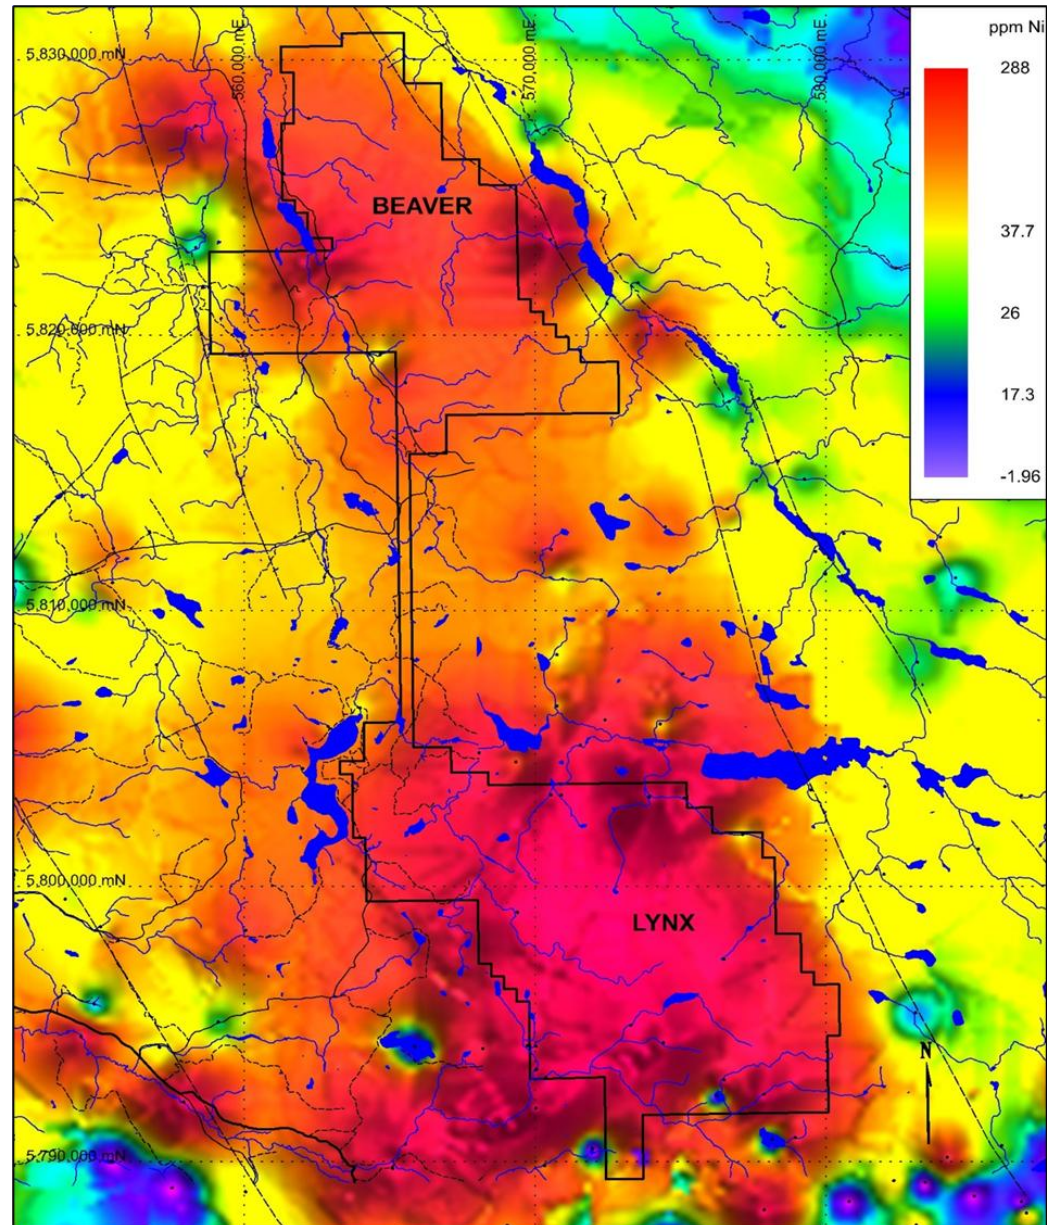 560,000 mE
570,000 mE
580,000 mE
ppm Ni
288
37.7
26
17.3
-1.96
5,830,000 mN
BEAVER
5,820,000 mN
5,810,000 mN
5,800,000 mN
LYNX
N
5,790,000 mN